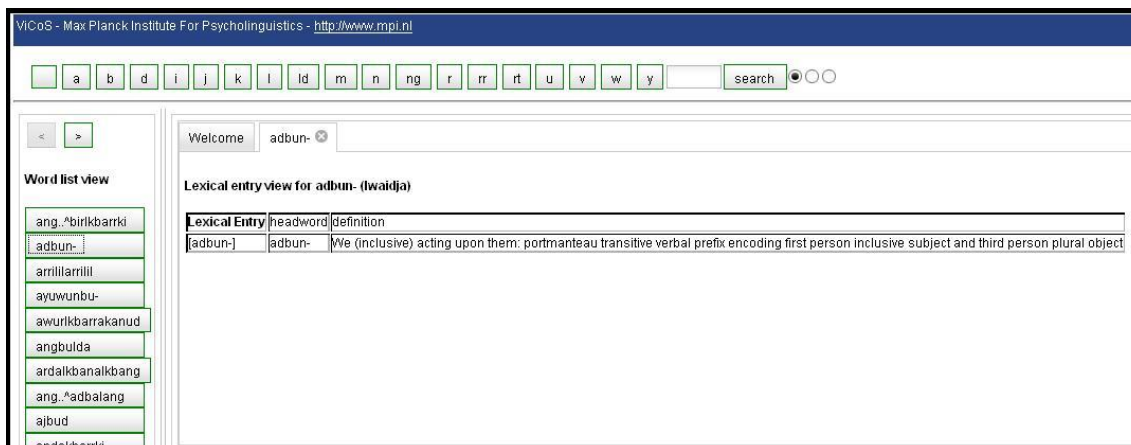 ViCoS - Max Planck Institute For Psycholinguistics - http://www.mpi.nl
a b d i j k l ld m n ng r rr rt u v w y search
< >
Word list view
ang..^birlkbarrki
adbun-
arrililarrilil
ayuwunbu-
awurlkbarrakanud
angbulda
ardalkbanalkbang
ang..^adbalang
ajbud
Welcome adbun-
Lexical entry view for adbun- (Iwaidja)
Lexical Entry headword definition
[adbun-] adbun- We (inclusive) acting upon them: portmanteau transitive verbal prefix encoding first person inclusive subject and third person plural object